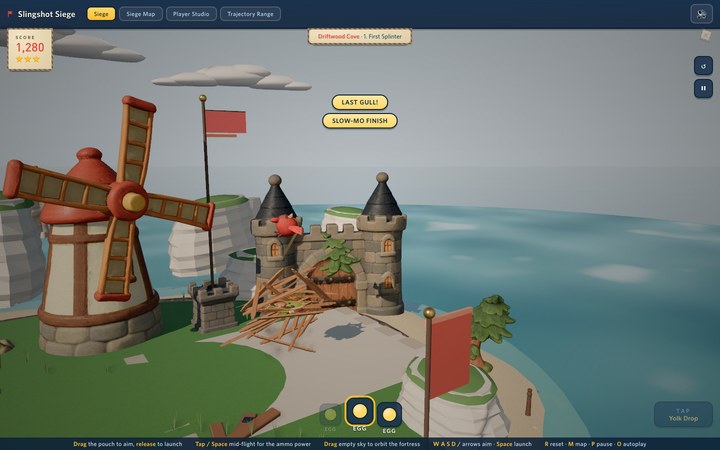 Slingshot Siege
Siege
Siege Map
Player Studio
Trajectory Range
SCORE
1,280
Driftwood Cove · 1. First Splinter
LAST GULL!
SLOW-MO FINISH
EGG
EGG
EGG
TAP
Yolk Drop
Drag the pouch to aim, release to launch
Tap / Space mid-flight for the ammo power
Drag empty sky to orbit the fortress
W A S D / arrows aim · Space launch
R reset · M map · P pause · O autoplay